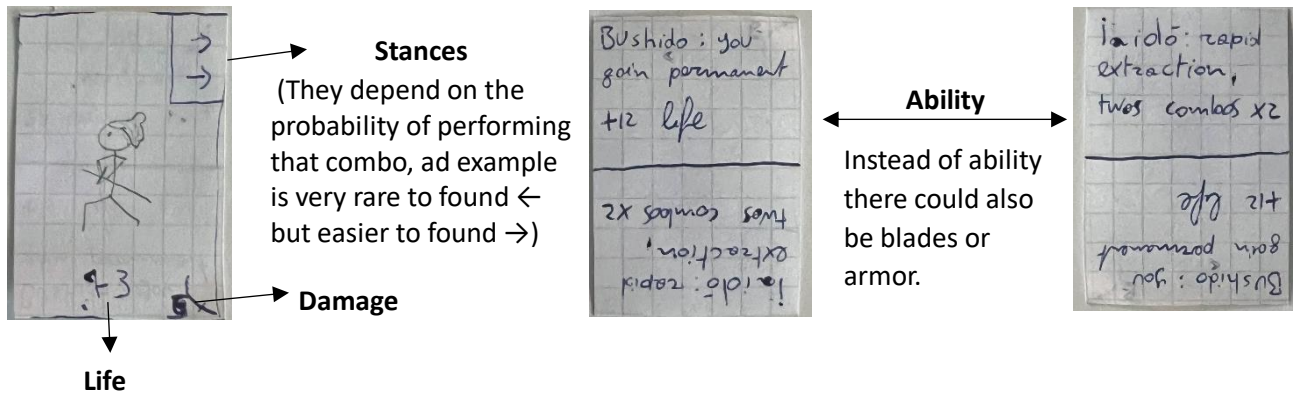 →
→
+3
Stances
(They depend on the
probability of performing
that combo, ad example
is very rare to found ←
but easier to found →)
Damage
Life
Bushido: you
gain permanent
+12 life
iaidō: rapid
extraction,
twos combos x2
Ability
Instead of ability
there could also
be blades or
armor.
iaidō: rapid
extraction,
twos combos x2
Bushido: you
gain permanent
+12 life